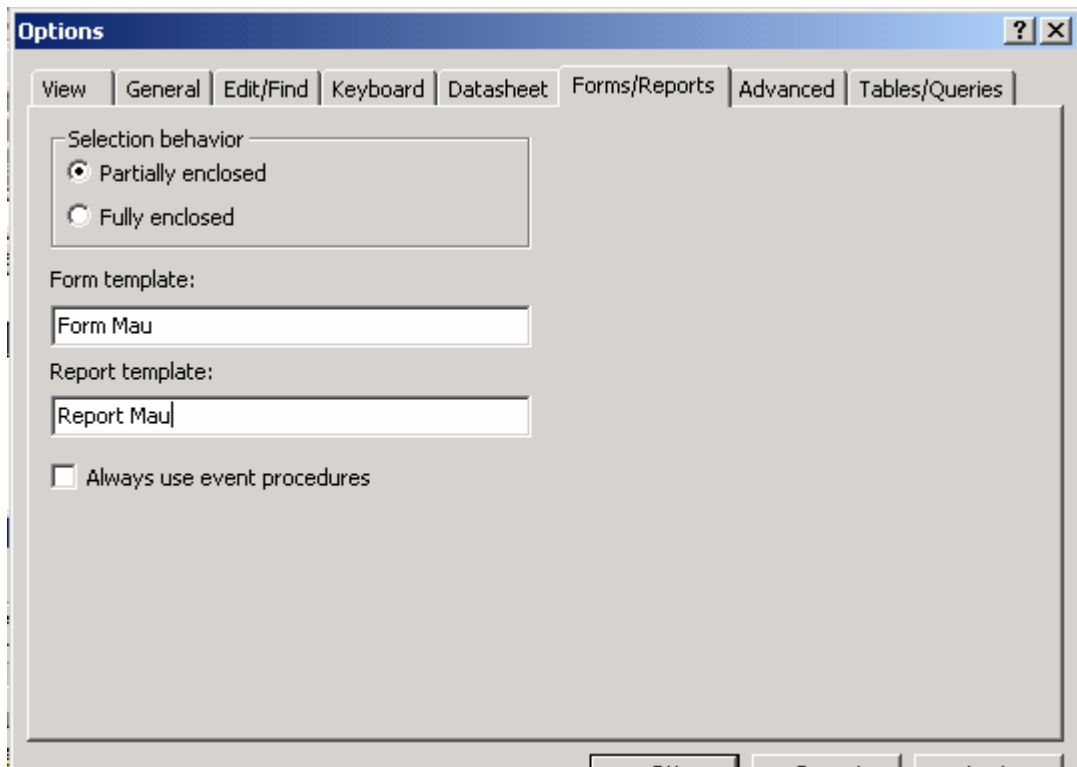 Options
View General Edit/Find Keyboard Datasheet Forms/Reports Advanced Tables/Queries
Selection behavior
Partially enclosed
Fully enclosed
Form template:
Form Mau
Report template:
Report Mau
Always use event procedures